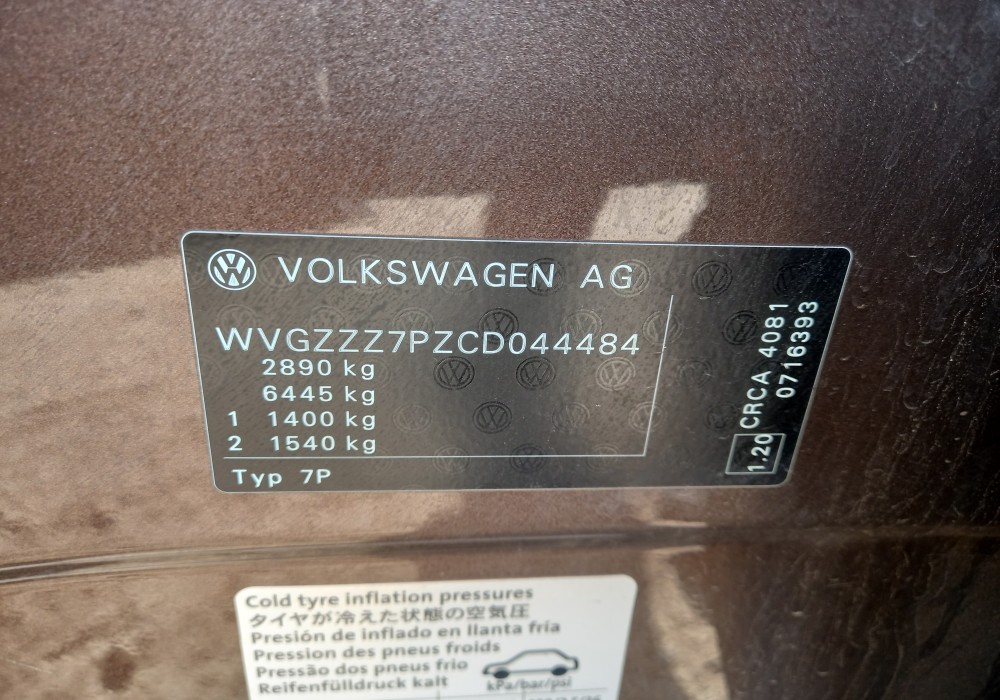 VOLKSWAGEN AG
WVGZZZ7PZCD044484
2890 kg
6445 kg
1 1400 kg
2 1540 kg
Typ 7P
1.20 CRCA 4081
0716393
Cold tyre inflation pressures
タイヤが冷えた状態の空気圧
Presión de inflado en llanta fría
Pression des pneus froids
Pressão dos pneus frio
Reifenfülldruck kalt
kPa/bar/psi